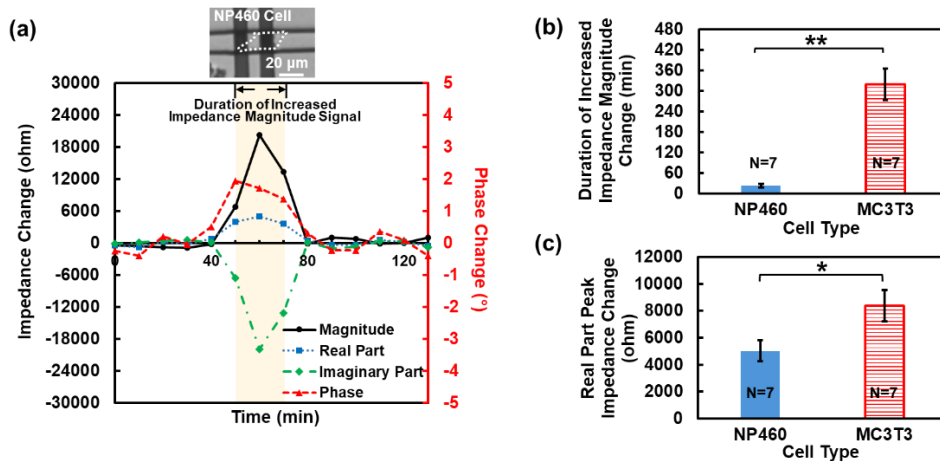 (a)
NP460 Cell
20 μm
Duration of Increased
Impedance Magnitude Signal
30000
24000
18000
12000
6000
0
-6000
-12000
-18000
-24000
-30000
Impedance Change (ohm)
0
40
80
120
Time (min)
5
4
3
2
1
0
-1
-2
-3
-4
-5
Phase Change (°)
Magnitude
Real Part
Imaginary Part
Phase
(b)
Duration of Increased
Impedance Magnitude
Change (min)
480
420
360
300
240
180
120
60
0
**
N=7
N=7
NP460
MC3T3
Cell Type
(c)
Real Part Peak
Impedance Change
(ohm)
12000
10000
8000
6000
4000
2000
0
*
N=7
N=7
NP460
MC3T3
Cell Type